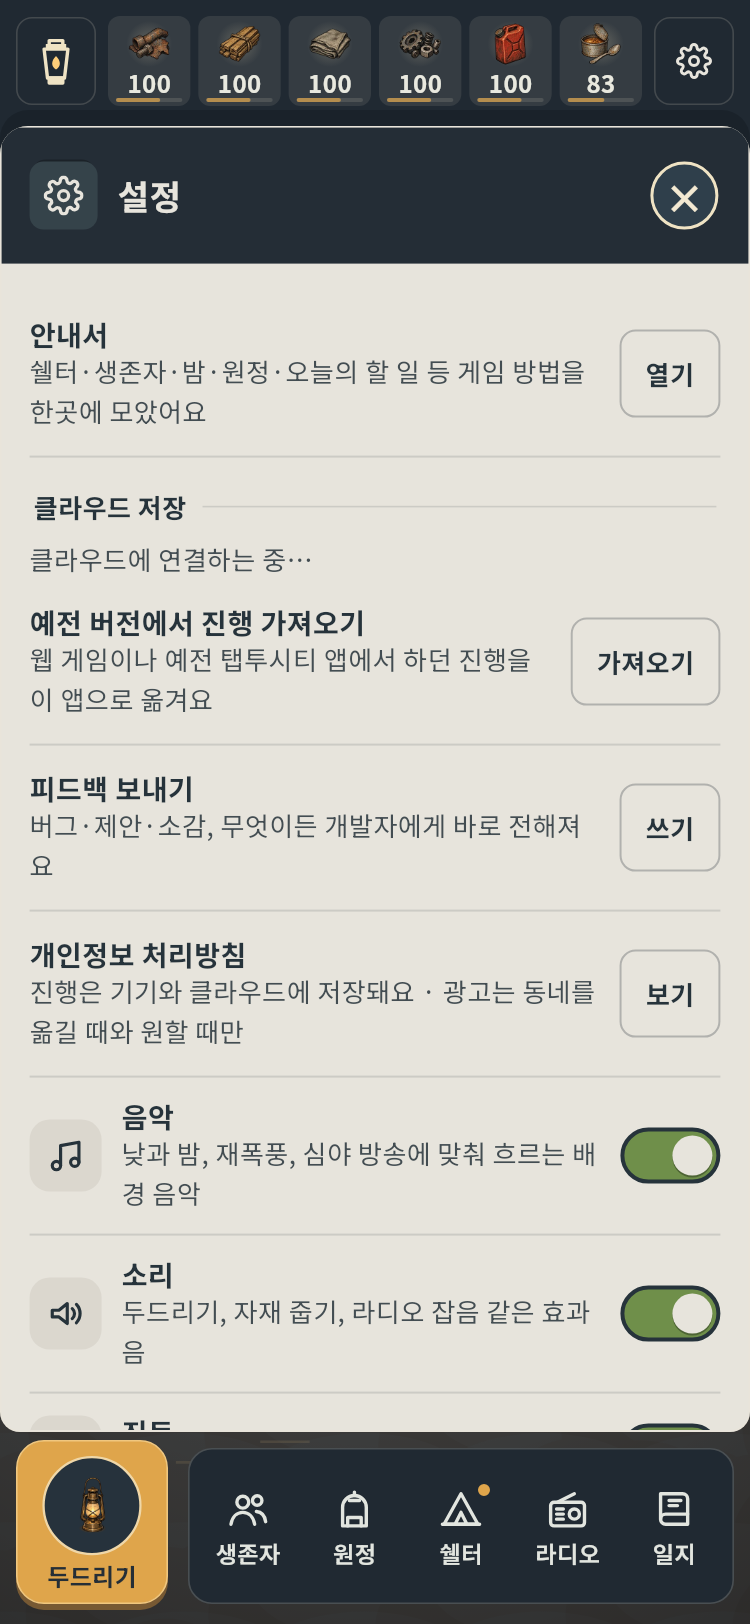 100 100 100 100 100 83
설정
안내서
쉘터·생존자·밤·원정·오늘의 할 일 등 게임 방법을
한곳에 모았어요
열기
클라우드 저장
클라우드에 연결하는 중…
예전 버전에서 진행 가져오기
웹 게임이나 예전 탭투시티 앱에서 하던 진행을
이 앱으로 옮겨요
가져오기
피드백 보내기
버그·제안·소감, 무엇이든 개발자에게 바로 전해져
요
쓰기
개인정보 처리방침
진행은 기기와 클라우드에 저장돼요 · 광고는 동네를
옮길 때와 원할 때만
보기
음악
낮과 밤, 재폭풍, 심야 방송에 맞춰 흐르는 배
경 음악
소리
두드리기, 자재 줍기, 라디오 잡음 같은 효과
음
두드리기
생존자 원정 쉘터 라디오 일지